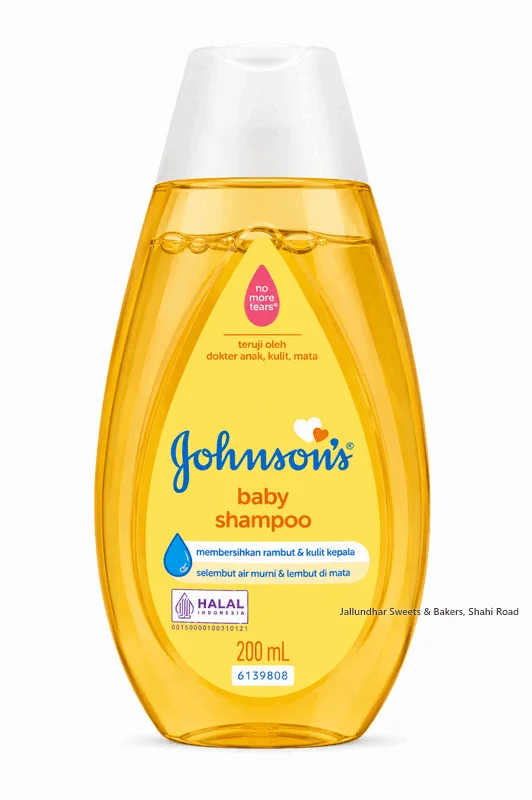 no
more
tears®
teruji oleh
dokter anak, kulit, mata
Johnson's®
baby
shampoo
membersihkan rambut & kulit kepala
selembut air murni & lembut di mata
HALAL
INDONESIA
00150000100310121
Jallundhar Sweets & Bakers, Shahi Road
200 mL
6139808